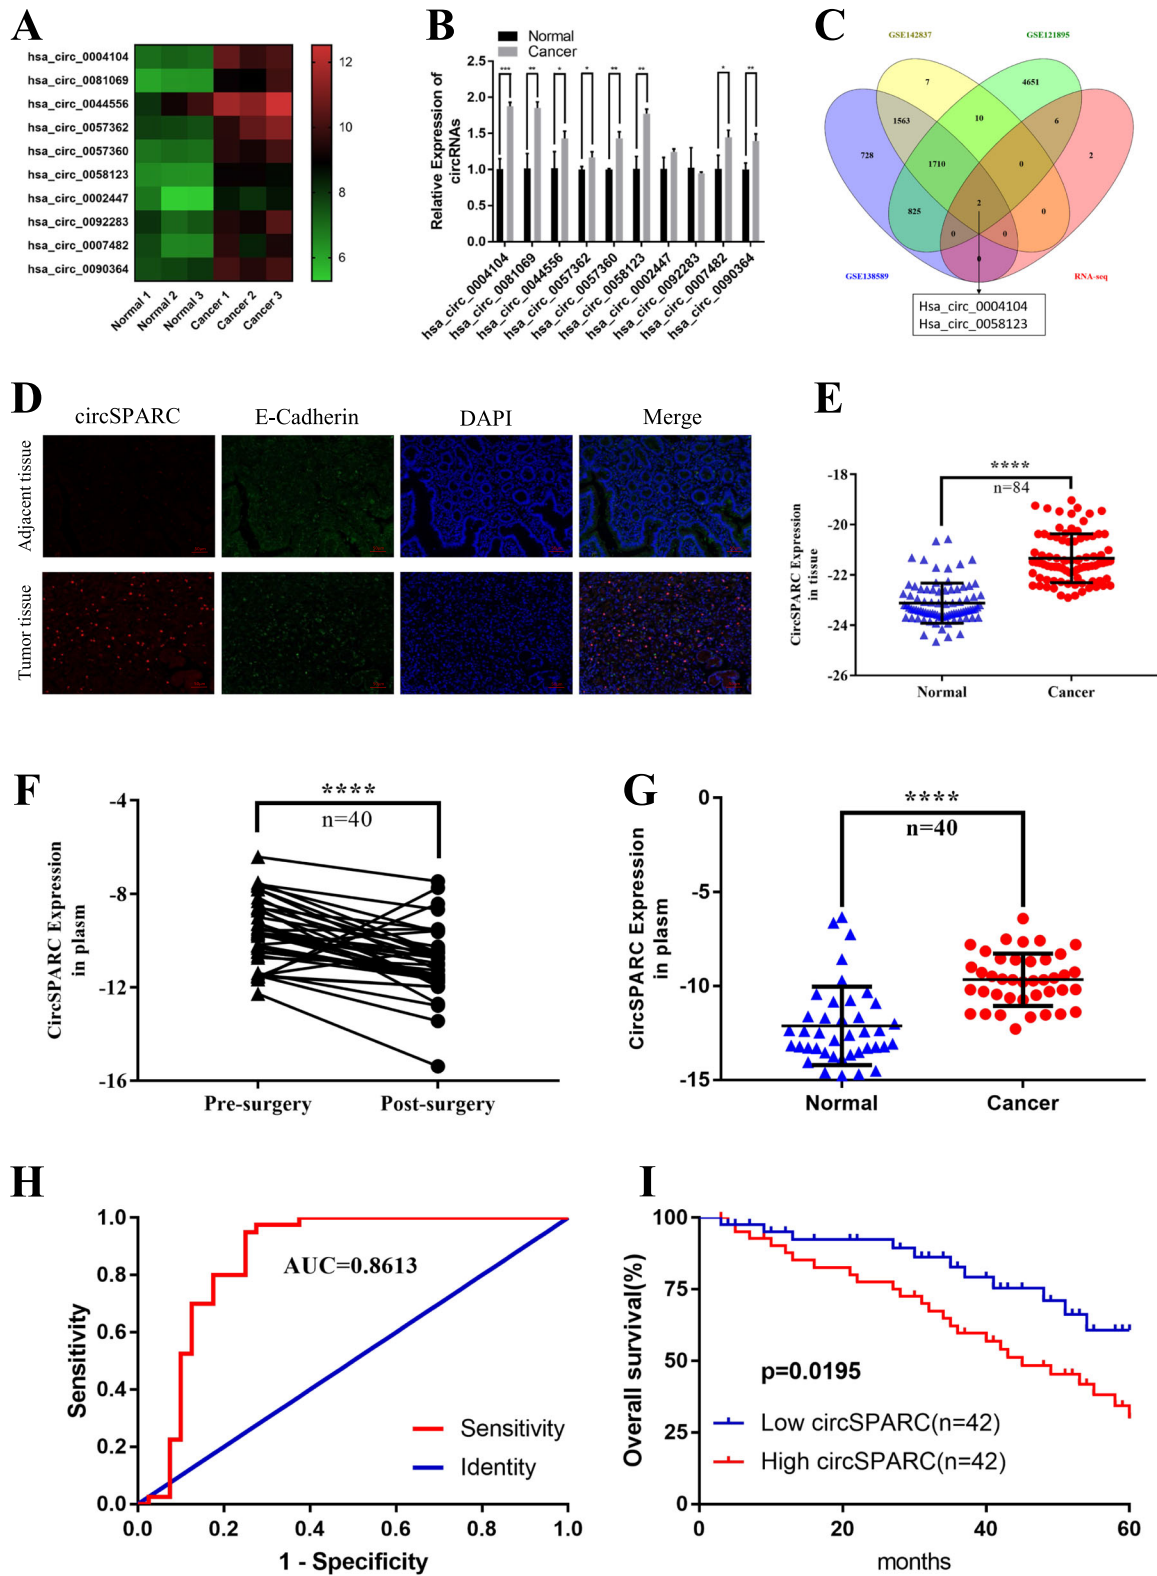 A
hsa_circ_0004104
hsa_circ_0081069
hsa_circ_0044556
hsa_circ_0057362
hsa_circ_0057360
hsa_circ_0058123
hsa_circ_0002447
hsa_circ_0092283
hsa_circ_0007482
hsa_circ_0090364
Normal 1
Normal 2
Normal 3
Cancer 1
Cancer 2
Cancer 3
12
10
8
6
B
Normal
Cancer
Relative Expression of
circRNAs
2.5
2.0
1.5
1.0
0.5
0.0
*** ** * * ** ** * **
hsa_circ_0004104
hsa_circ_0081069
hsa_circ_0044556
hsa_circ_0057362
hsa_circ_0057360
hsa_circ_0058123
hsa_circ_0002447
hsa_circ_0092283
hsa_circ_0007482
hsa_circ_0090364
C
GSE142837
GSE121895
7
4651
1563
10
6
728
1710
0
2
2
825
0
0
0
0
GSE138589
RNA-seq
Hsa_circ_0004104
Hsa_circ_0058123
D
circSPARC
E-Cadherin
DAPI
Merge
Adjacent tissue
Tumor tissue
E
CircSPARC Expression
in tissue
-18
-20
-22
-24
-26
****
n=84
Normal
Cancer
F
CircSPARC Expression
in plasm
-4
-8
-12
-16
****
n=40
Pre-surgery
Post-surgery
G
CircSPARC Expression
in plasm
0
-5
-10
-15
****
n=40
Normal
Cancer
H
Sensitivity
1.0
0.8
0.6
0.4
0.2
0.0
AUC=0.8613
Sensitivity
Identity
0.0 0.2 0.4 0.6 0.8 1.0
1 - Specificity
I
Overall survival(%)
100
75
50
25
0
p=0.0195
Low circSPARC(n=42)
High circSPARC(n=42)
0 20 40 60
months